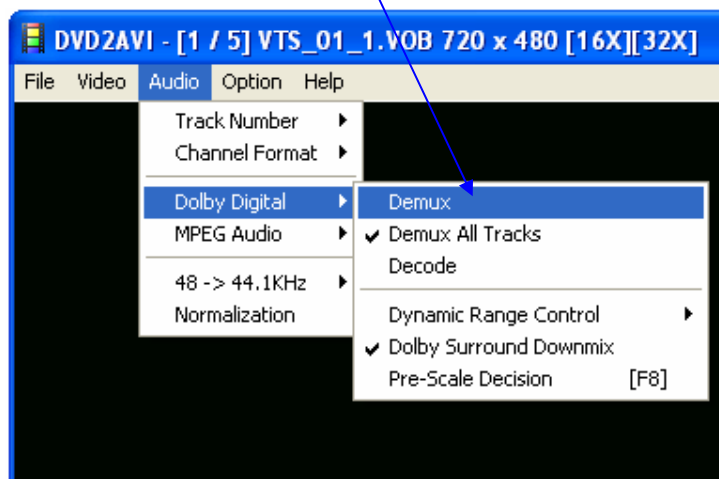 DVD2AVI - [1 / 5] VTS_01_1.VOB 720 x 480 [16X][32X]
File Video Audio Option Help
Track Number
Channel Format
Dolby Digital
MPEG Audio
48 -> 44.1KHz
Normalization
Demux
Demux All Tracks
Decode
Dynamic Range Control
Dolby Surround Downmix
Pre-Scale Decision [F8]